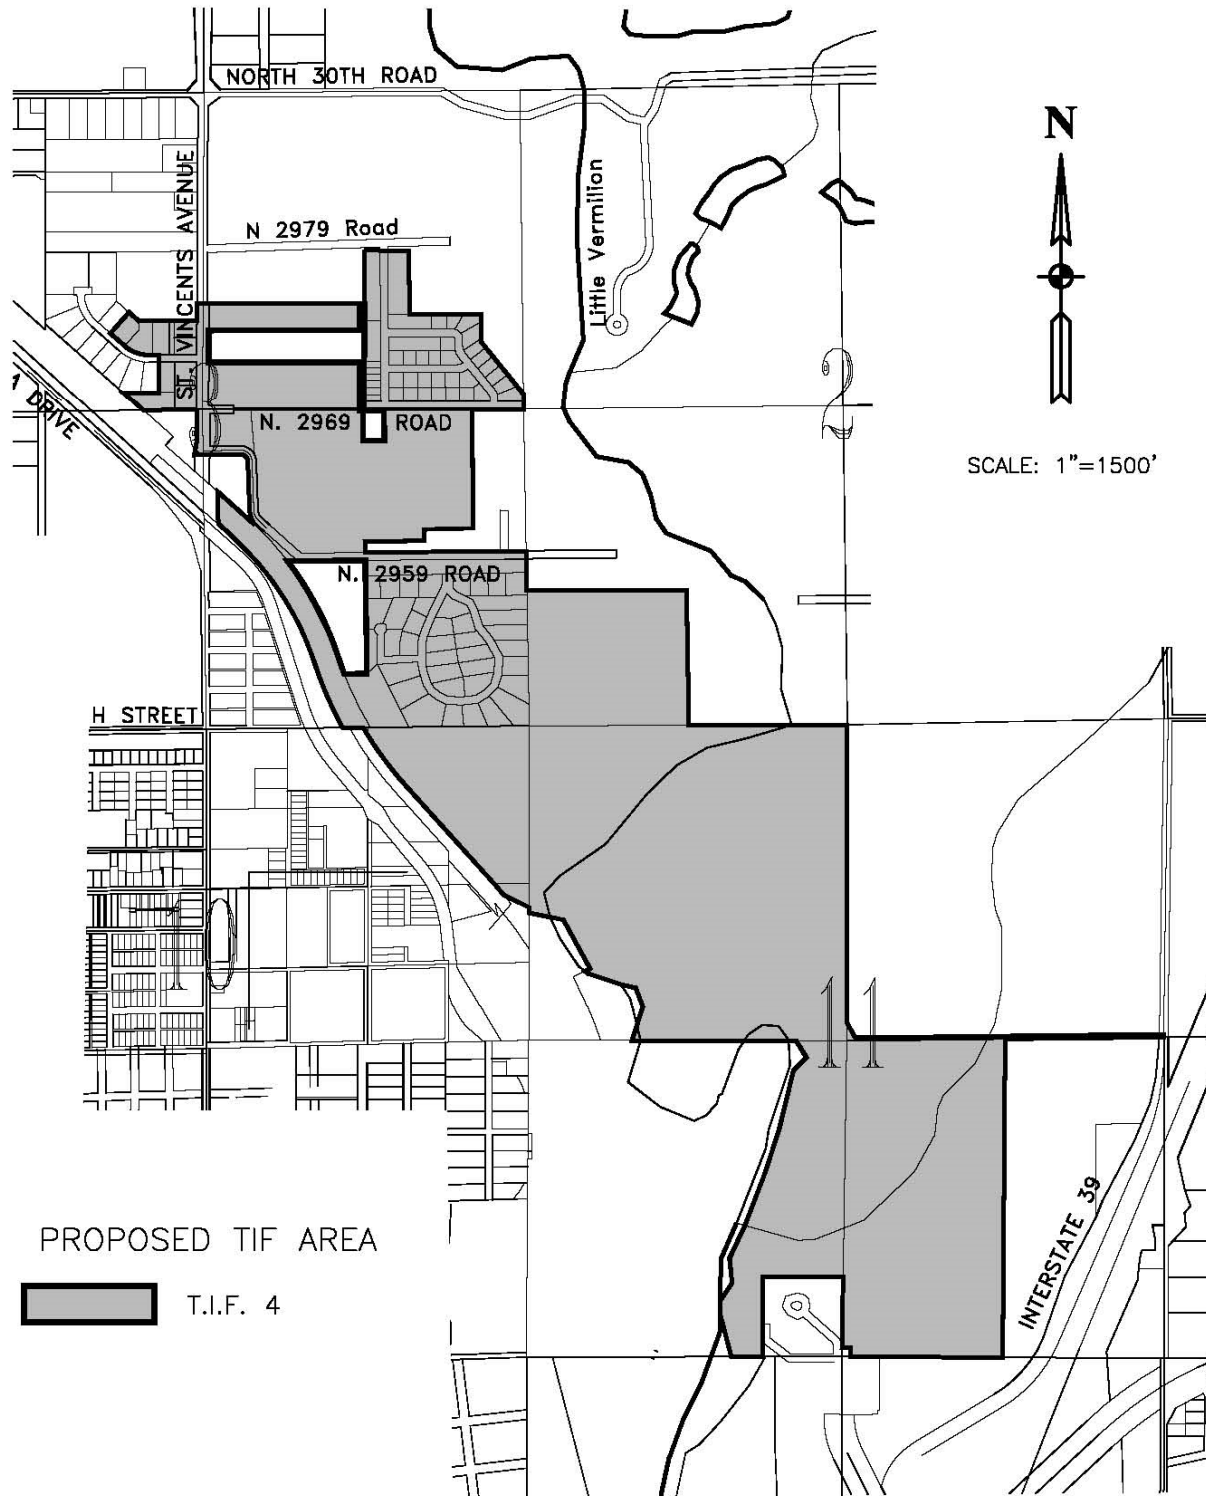 NORTH 30TH ROAD
N
ST. VINCENTS AVENUE
Little Vermilion
N 2979 Road
DRIVE
N. 2969 ROAD
SCALE: 1"=1500'
N. 2959 ROAD
H STREET
11
INTERSTATE 39
PROPOSED TIF AREA
T.I.F. 4